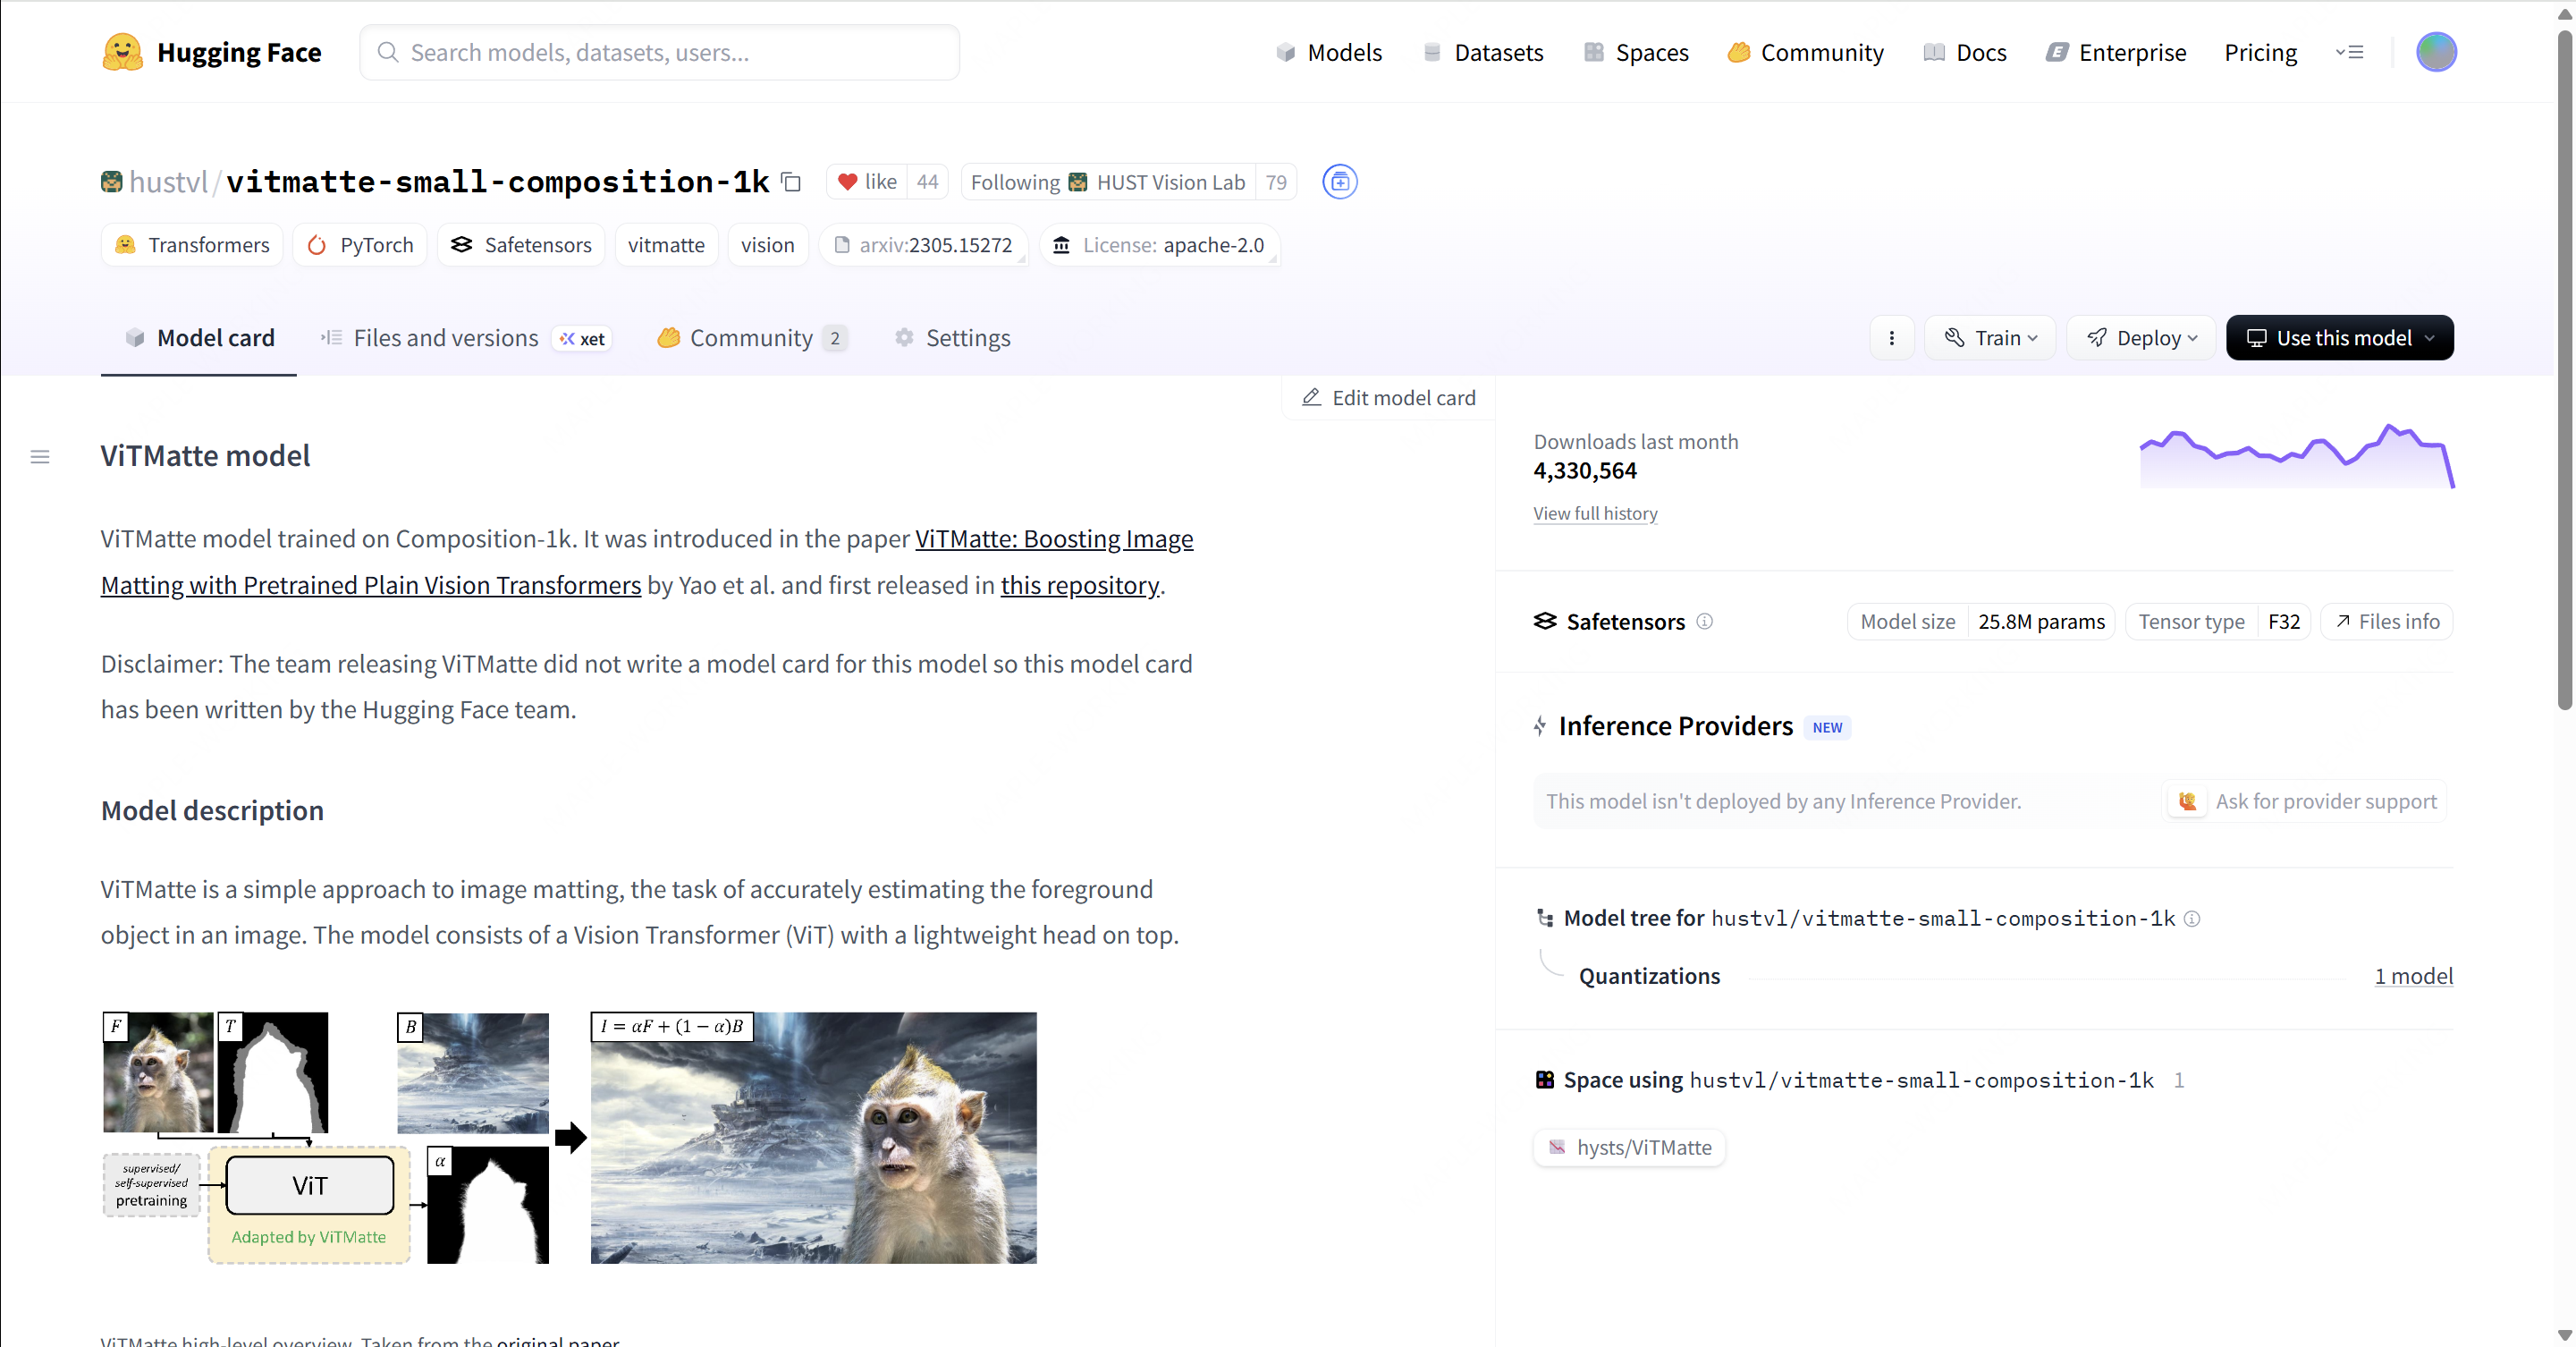 Hugging Face
Search models, datasets, users...
Models
Datasets
Spaces
Community
Docs
Enterprise
Pricing
hustvl/vitmatte-small-composition-1k
like 44
Following HUST Vision Lab 79
Transformers
PyTorch
Safetensors
vitmatte
vision
arxiv:2305.15272
License: apache-2.0
Model card
Files and versions xet
Community 2
Settings
Train
Deploy
Use this model
Edit model card
ViTMatte model
ViTMatte model trained on Composition-1k. It was introduced in the paper ViTMatte: Boosting Image
Matting with Pretrained Plain Vision Transformers by Yao et al. and first released in this repository.
Disclaimer: The team releasing ViTMatte did not write a model card for this model so this model card
has been written by the Hugging Face team.
Model description
ViTMatte is a simple approach to image matting, the task of accurately estimating the foreground
object in an image. The model consists of a Vision Transformer (ViT) with a lightweight head on top.
F
T
B
I = αF + (1 − α)B
supervised/
self-supervised
pretraining
ViT
Adapted by ViTMatte
α
ViTMatte high-level overview. Taken from the original paper
Downloads last month
4,330,564
View full history
Safetensors
Model size 25.8M params
Tensor type F32
Files info
Inference Providers NEW
This model isn't deployed by any Inference Provider.
Ask for provider support
Model tree for hustvl/vitmatte-small-composition-1k
Quantizations
1 model
Space using hustvl/vitmatte-small-composition-1k 1
hysts/ViTMatte